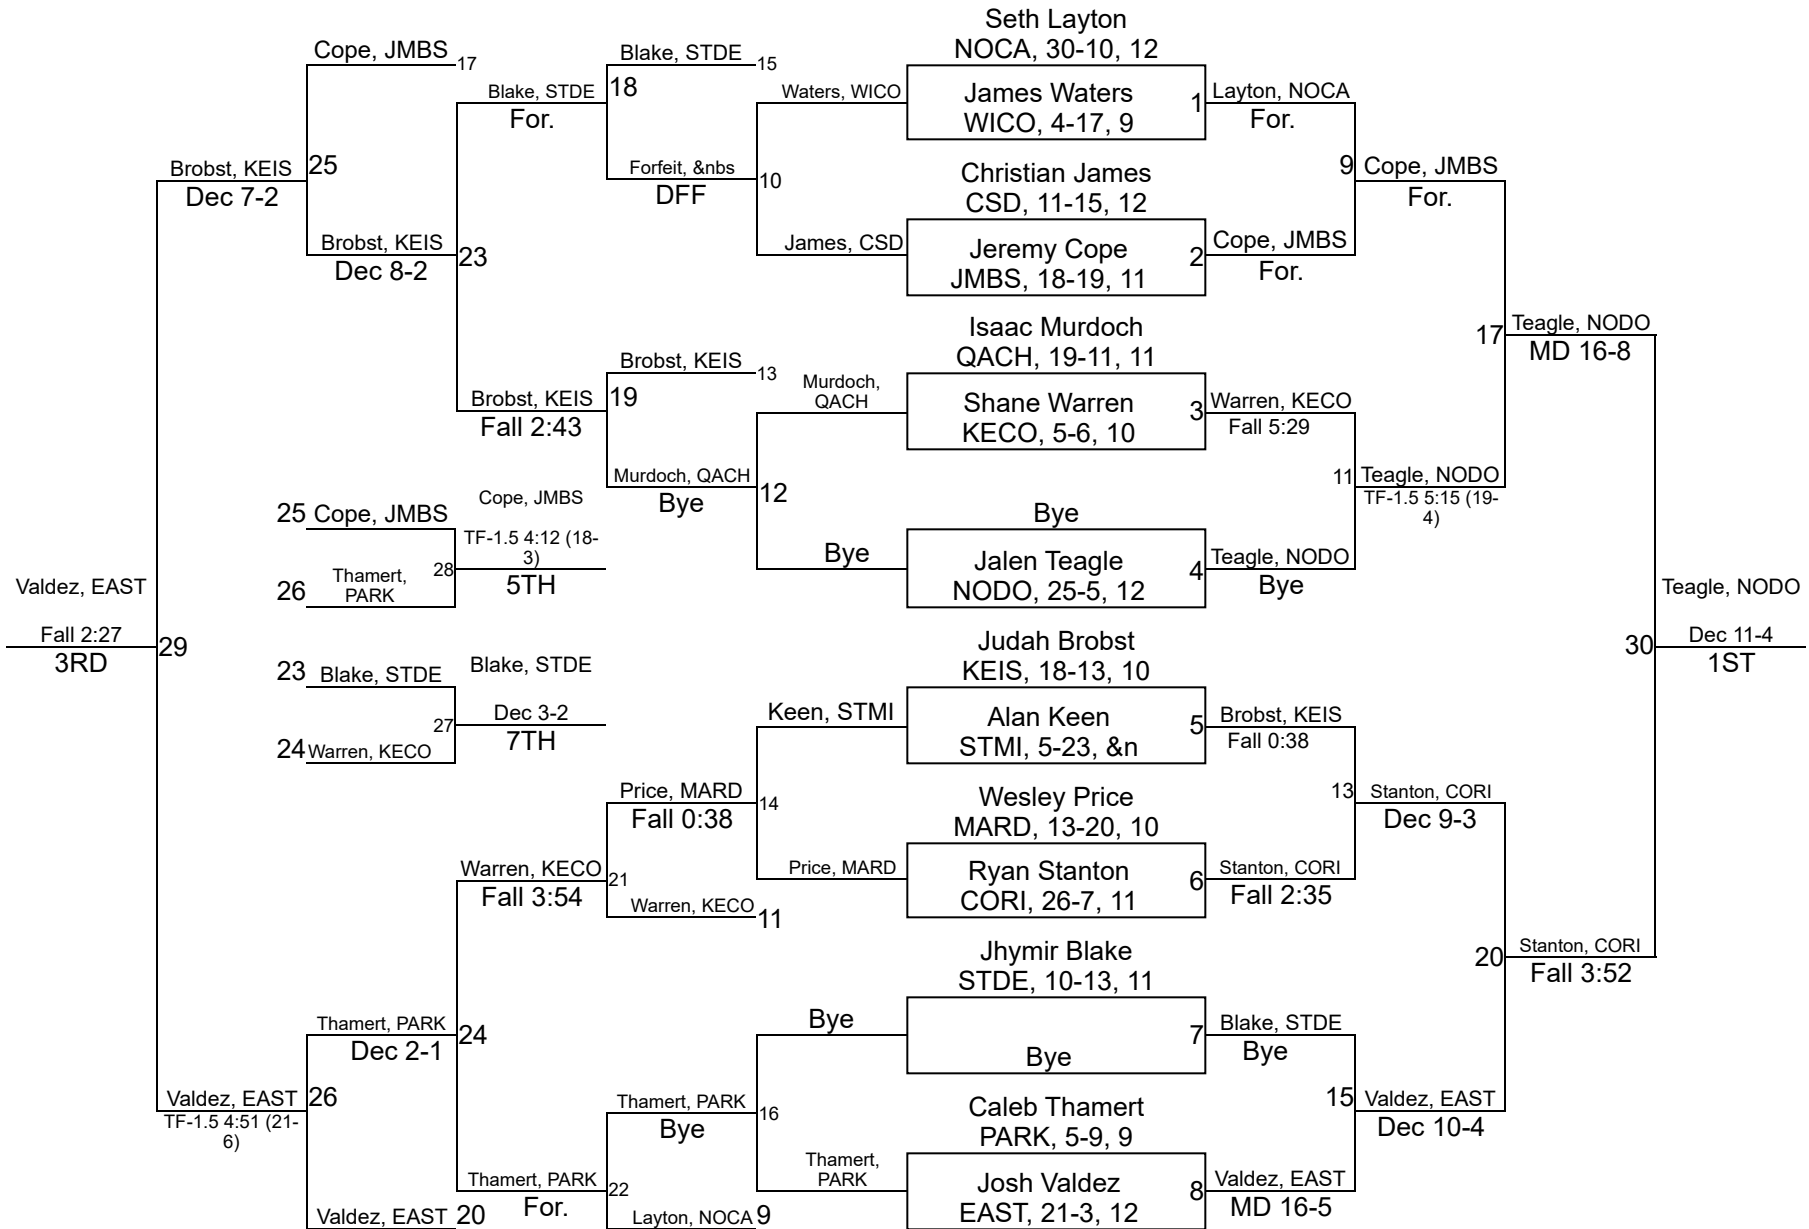 Seth Layton
NOCA, 30-10, 12
Cope, JMBS
17
Blake, STDE
15
Blake, STDE
For.
18
Waters, WICO
James Waters
WICO, 4-17, 9
1
Layton, NOCA
For.
Brobst, KEIS
Dec 7-2
25
Forfeit, &nbs
DFF
10
Christian James
CSD, 11-15, 12
9
Cope, JMBS
For.
Brobst, KEIS
Dec 8-2
23
James, CSD
Jeremy Cope
JMBS, 18-19, 11
2
Cope, JMBS
For.
Isaac Murdoch
QACH, 19-11, 11
17
Teagle, NODO
MD 16-8
Brobst, KEIS
13
Brobst, KEIS
Fall 2:43
19
Murdoch,
QACH
Shane Warren
KECO, 5-6, 10
3
Warren, KECO
Fall 5:29
Murdoch, QACH
Bye
12
11
Teagle, NODO
TF-1.5 5:15 (19-
4)
25
Cope, JMBS
Cope, JMBS
TF-1.5 4:12 (18-
3)
28
5TH
26
Thamert,
PARK
Bye
Bye
Jalen Teagle
NODO, 25-5, 12
4
Teagle, NODO
Bye
Valdez, EAST
Fall 2:27
3RD
29
Teagle, NODO
30
Dec 11-4
1ST
Judah Brobst
KEIS, 18-13, 10
23
Blake, STDE
Blake, STDE
27
Dec 3-2
7TH
24
Warren, KECO
Keen, STMI
Alan Keen
STMI, 5-23, &n
5
Brobst, KEIS
Fall 0:38
Price, MARD
Fall 0:38
14
Wesley Price
MARD, 13-20, 10
13
Stanton, CORI
Dec 9-3
Warren, KECO
Fall 3:54
21
Warren, KECO
11
Price, MARD
Ryan Stanton
CORI, 26-7, 11
6
Stanton, CORI
Fall 2:35
Jhymir Blake
STDE, 10-13, 11
20
Stanton, CORI
Fall 3:52
Thamert, PARK
Dec 2-1
24
Bye
Bye
7
Blake, STDE
Bye
Valdez, EAST
TF-1.5 4:51 (21-
6)
26
Thamert, PARK
Bye
16
Caleb Thamert
PARK, 5-9, 9
15
Valdez, EAST
Dec 10-4
Valdez, EAST
20
Thamert, PARK
For.
22
Layton, NOCA
9
Thamert,
PARK
Josh Valdez
EAST, 21-3, 12
8
Valdez, EAST
MD 16-5